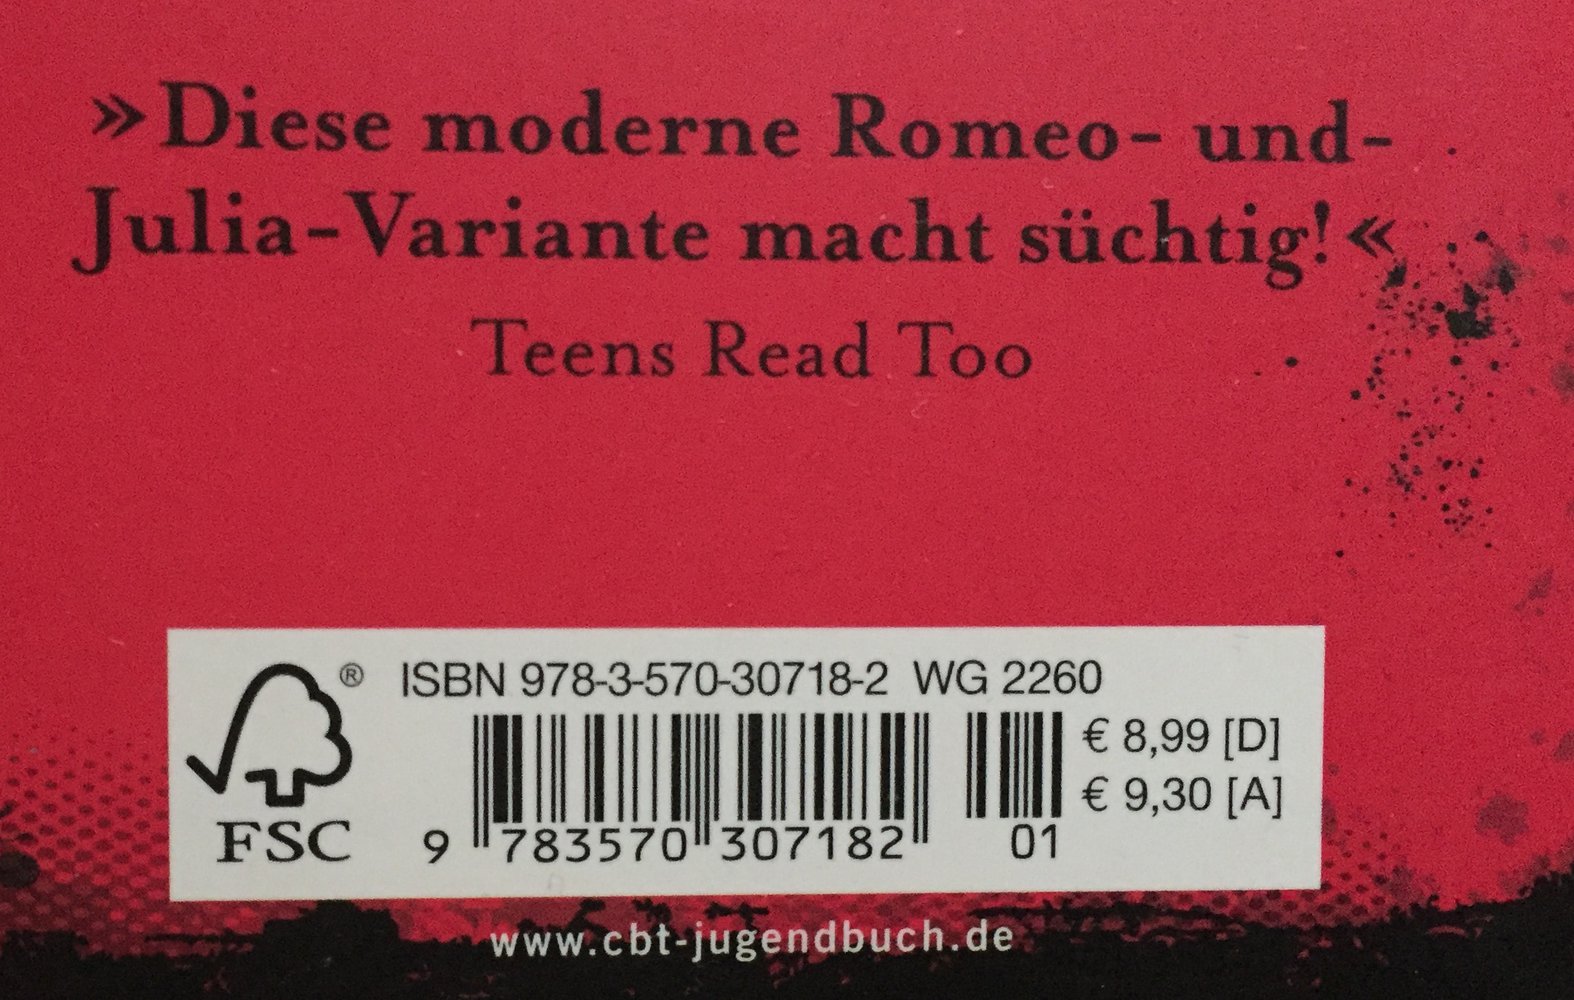 »Diese moderne Romeo- und-
Julia-Variante macht süchtig!«
Teens Read Too
®
ISBN 978-3-570-30718-2 WG 2260
€ 8,99 [D]
€ 9,30 [A]
FSC
9 783570 307182 01
www.cbt-jugendbuch.de